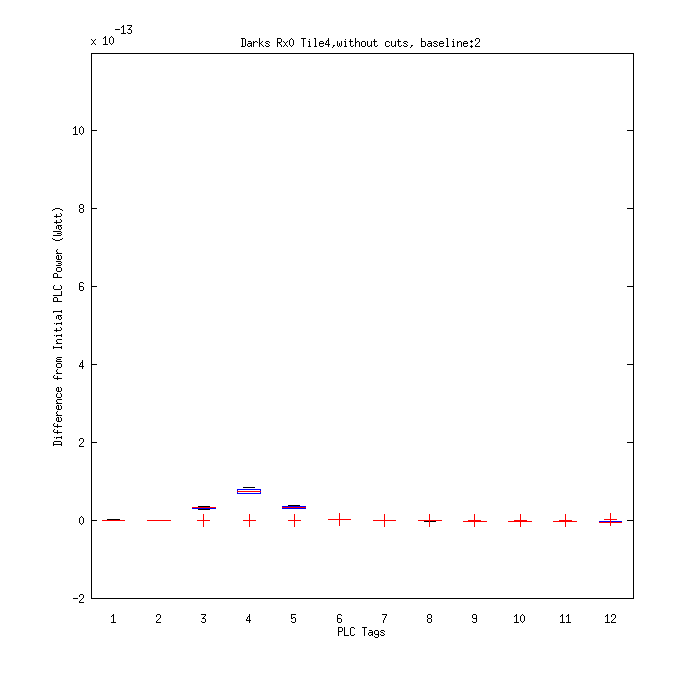 x 10^-13
Darks Rx0 Tile4,without cuts, baseline:2
Difference from Initial PLC Power (Watt)
10
8
6
4
2
0
-2
1 2 3 4 5 6 7 8 9 10 11 12
PLC Tags